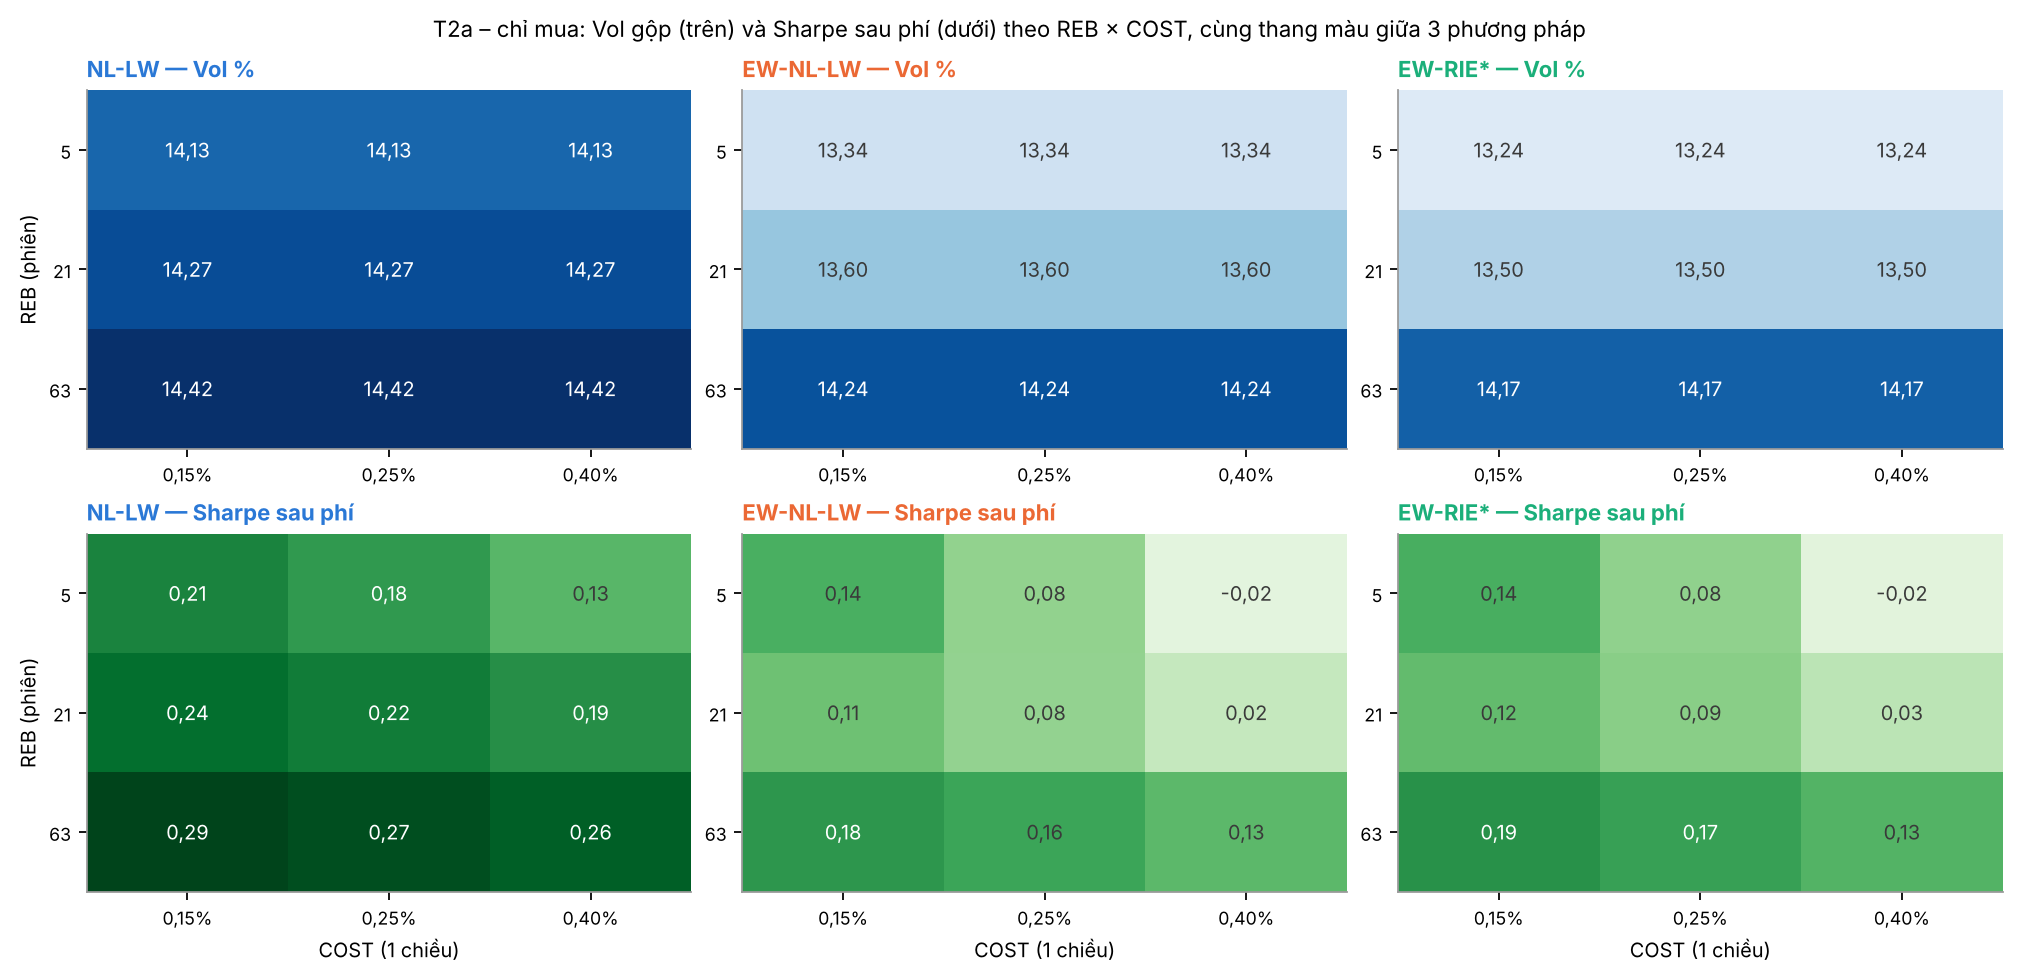 T2a – chỉ mua: Vol gộp (trên) và Sharpe sau phí (dưới) theo REB × COST, cùng thang màu giữa 3 phương pháp
NL-LW — Vol %
EW-NL-LW — Vol %
EW-RIE* — Vol %
REB (phiên)
5
14,13 14,13 14,13
5
13,34 13,34 13,34
5
13,24 13,24 13,24
21
14,27 14,27 14,27
21
13,60 13,60 13,60
21
13,50 13,50 13,50
63
14,42 14,42 14,42
63
14,24 14,24 14,24
63
14,17 14,17 14,17
0,15% 0,25% 0,40%
0,15% 0,25% 0,40%
0,15% 0,25% 0,40%
NL-LW — Sharpe sau phí
EW-NL-LW — Sharpe sau phí
EW-RIE* — Sharpe sau phí
REB (phiên)
5
0,21 0,18 0,13
5
0,14 0,08 -0,02
5
0,14 0,08 -0,02
21
0,24 0,22 0,19
21
0,11 0,08 0,02
21
0,12 0,09 0,03
63
0,29 0,27 0,26
63
0,18 0,16 0,13
63
0,19 0,17 0,13
0,15% 0,25% 0,40%
0,15% 0,25% 0,40%
0,15% 0,25% 0,40%
COST (1 chiều)
COST (1 chiều)
COST (1 chiều)